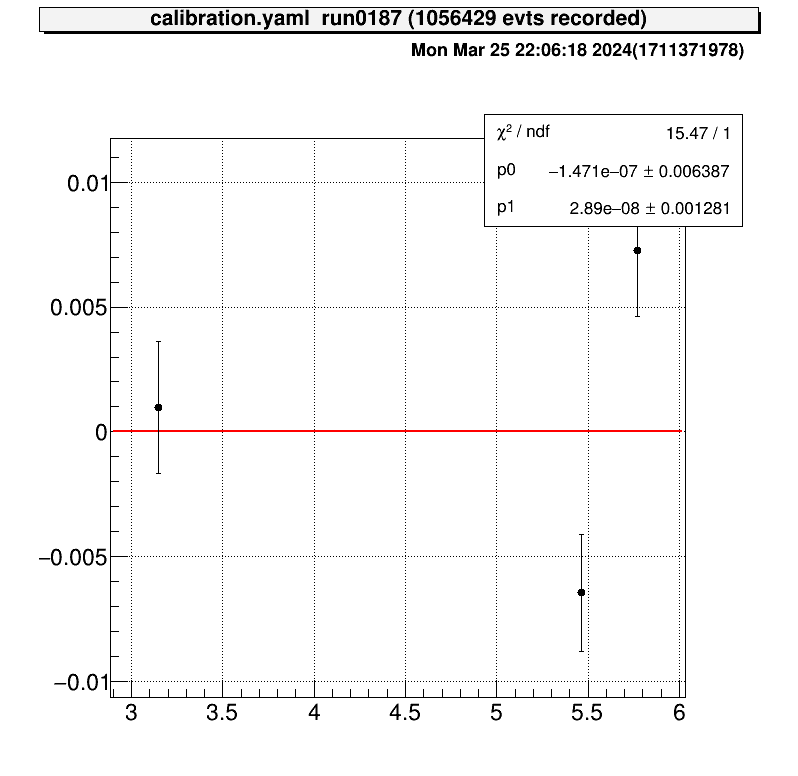 calibration.yaml run0187 (1056429 evts recorded)
Mon Mar 25 22:06:18 2024(1711371978)
χ² / ndf 15.47 / 1
p0 −1.471e−07 ± 0.006387
p1 2.89e−08 ± 0.001281
0.01
0.005
0
−0.005
−0.01
3 3.5 4 4.5 5 5.5 6